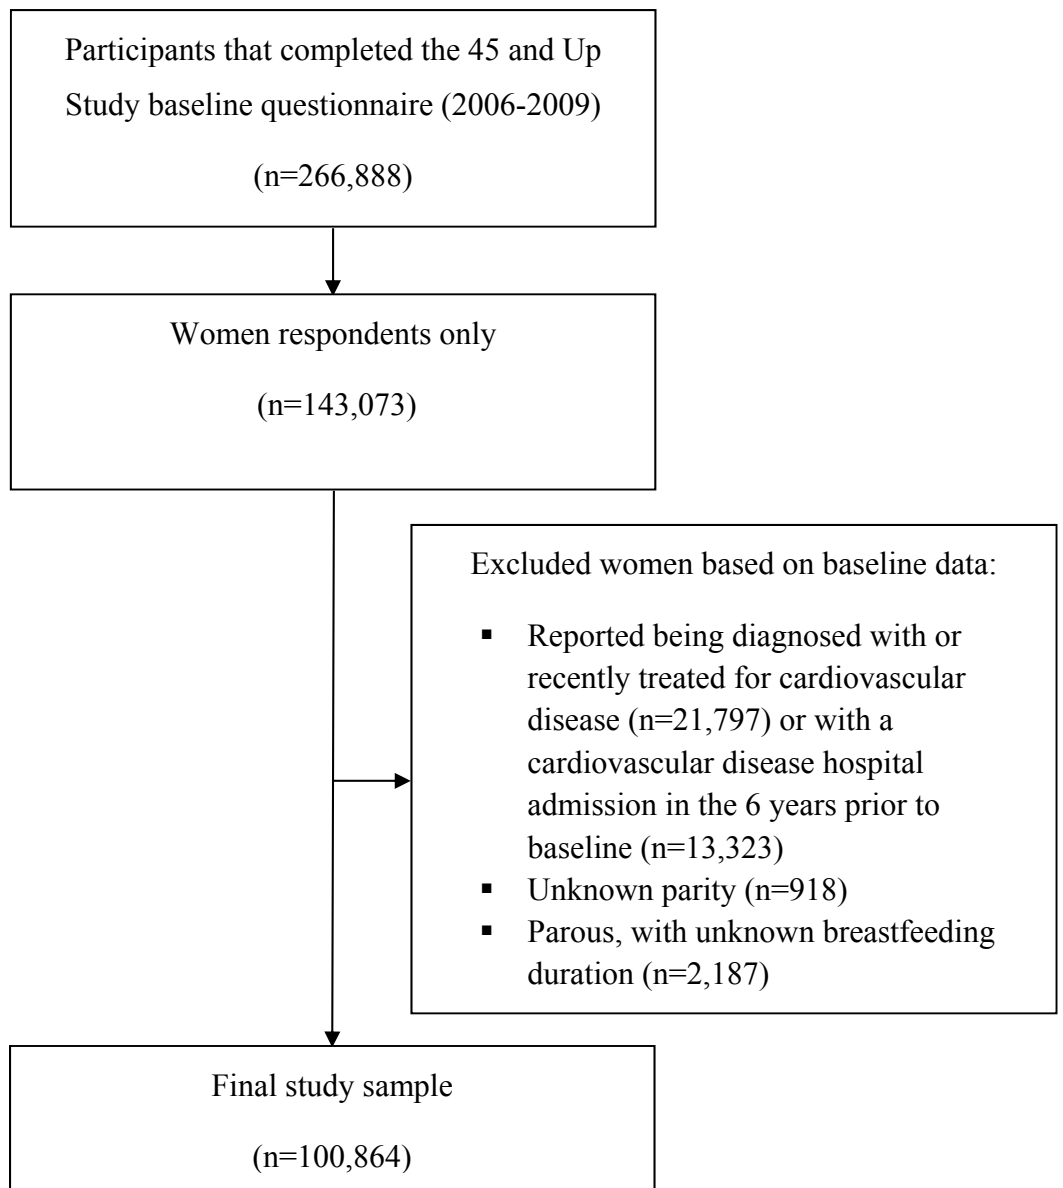 Participants that completed the 45 and Up
Study baseline questionnaire (2006-2009)
(n=266,888)
Women respondents only
(n=143,073)
Excluded women based on baseline data:
▪ Reported being diagnosed with or
recently treated for cardiovascular
disease (n=21,797) or with a
cardiovascular disease hospital
admission in the 6 years prior to
baseline (n=13,323)
▪ Unknown parity (n=918)
▪ Parous, with unknown breastfeeding
duration (n=2,187)
Final study sample
(n=100,864)